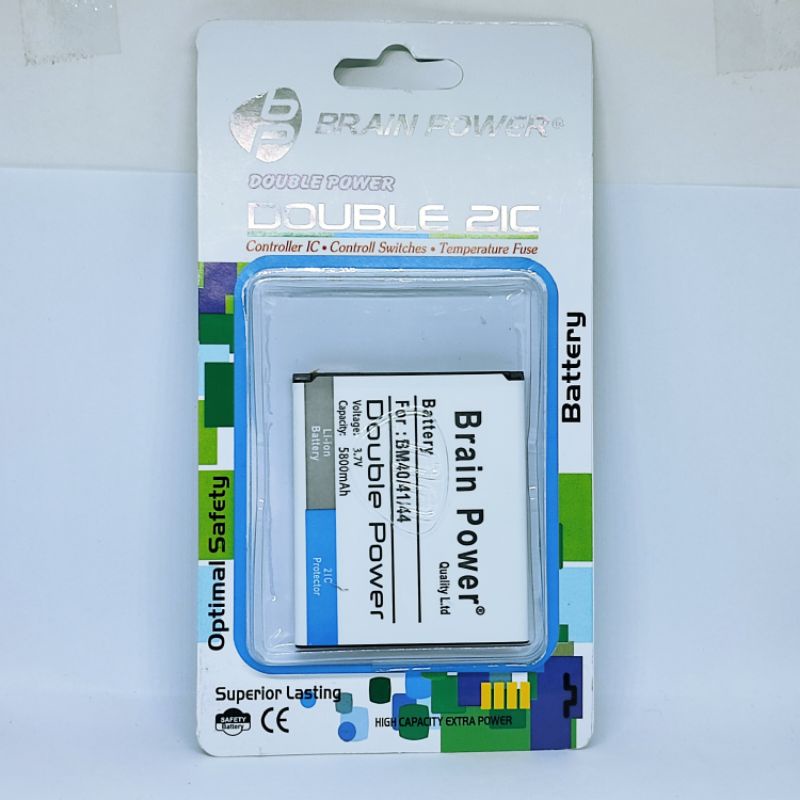 bp
BRAIN POWER®
DOUBLE POWER
DOUBLE 2IC
Controller IC • Controll Switches • Temperature Fuse
Battery
Optimal Safety
Brain Power®
Quality L.td
Battery
For : BM40/41/44
Double Power
Voltage: 3.7V
Capacity: 5800mAh
Li-ion
Battery
2IC
Protector
Superior Lasting
SAFETY
Battery
CE
HIGH CAPACITY EXTRA POWER